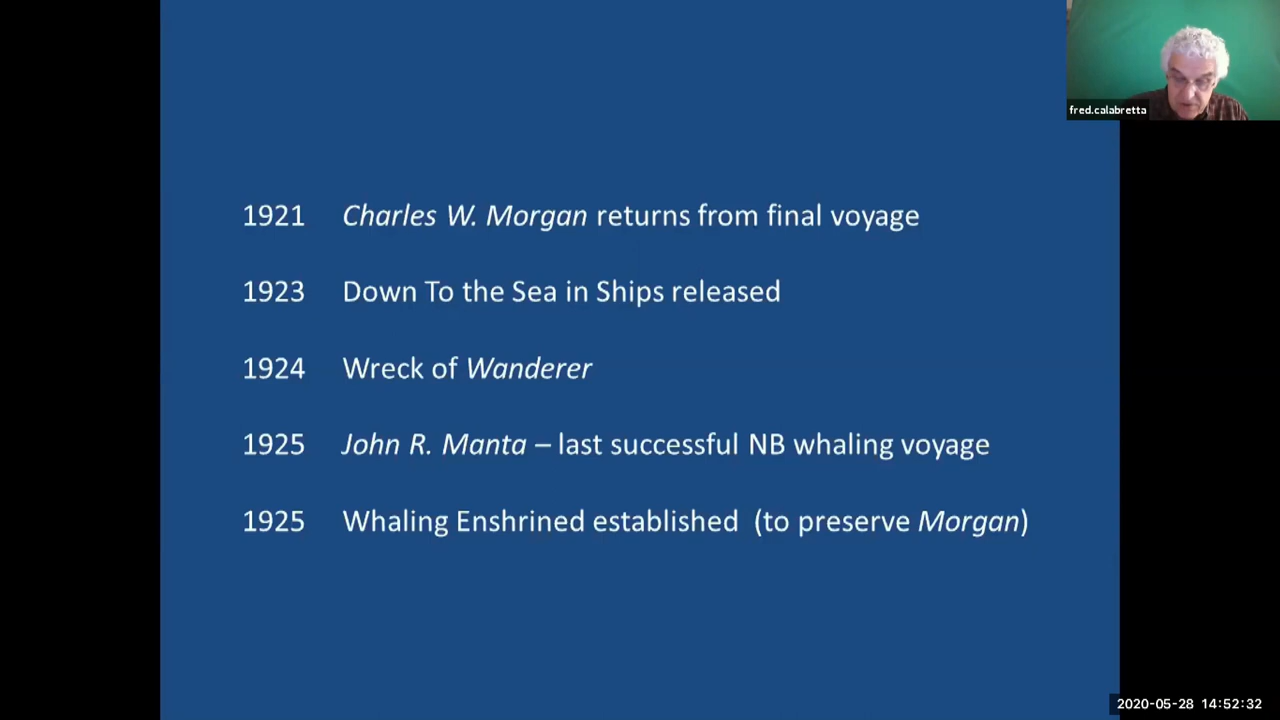 fred.calabretta
1921 Charles W. Morgan returns from final voyage
1923 Down To the Sea in Ships released
1924 Wreck of Wanderer
1925 John R. Manta – last successful NB whaling voyage
1925 Whaling Enshrined established (to preserve Morgan)
2020-05-28 14:52:32